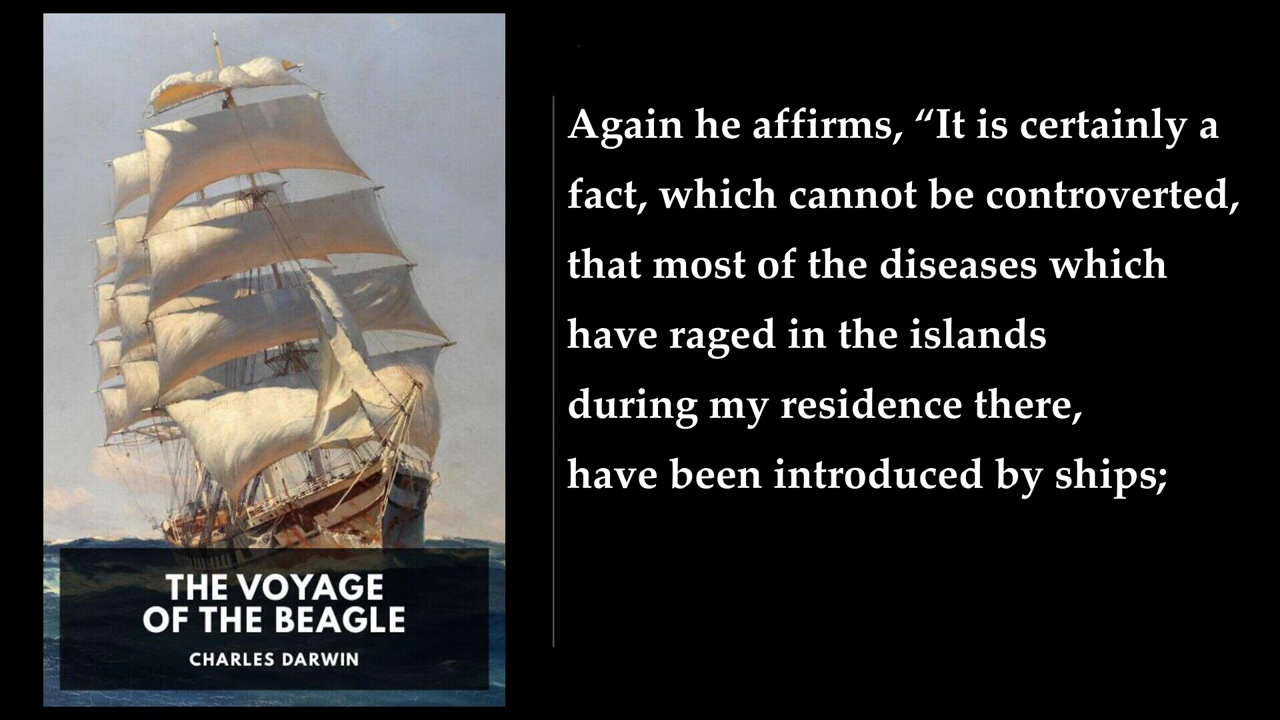 THE VOYAGE
OF THE BEAGLE
CHARLES DARWIN
Again he affirms, “It is certainly a
fact, which cannot be controverted,
that most of the diseases which
have raged in the islands
during my residence there,
have been introduced by ships;